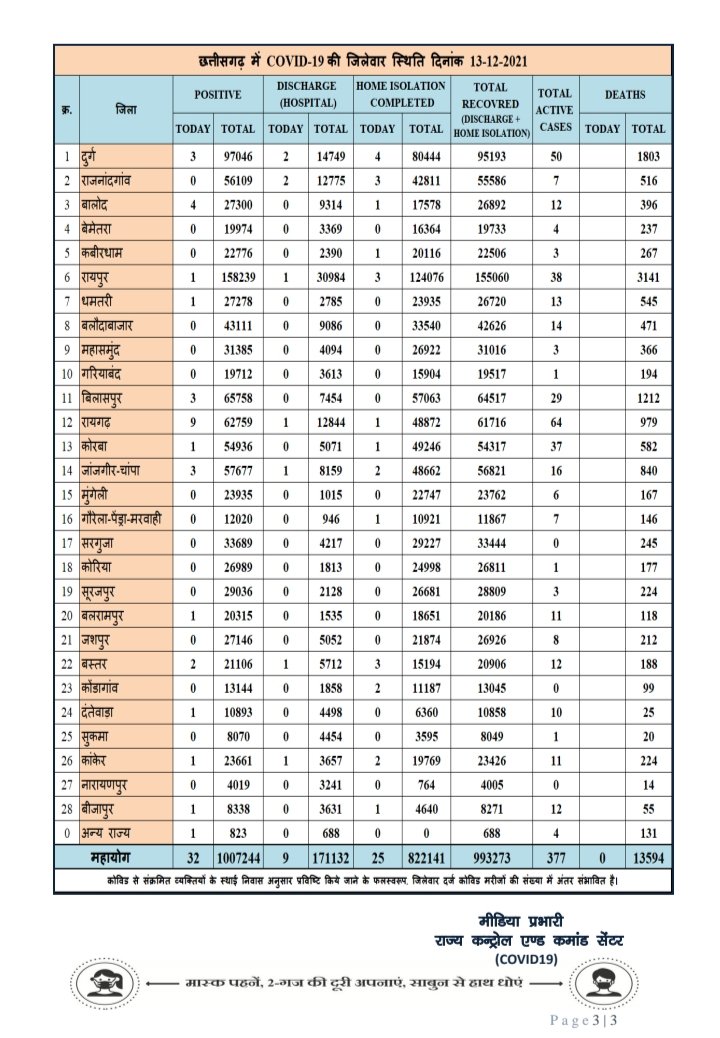 छत्तीसगढ़ में COVID-19 की जिलेवार स्थिति दिनांक 13-12-2021
क्र. जिला POSITIVE DISCHARGE (HOSPITAL) HOME ISOLATION COMPLETED TOTAL RECOVRED (DISCHARGE + HOME ISOLATION) TOTAL ACTIVE CASES DEATHS
TODAY TOTAL TODAY TOTAL TODAY TOTAL TODAY TOTAL
1 दुर्ग 3 97046 2 14749 4 80444 95193 50 1803
2 राजनांदगांव 0 56109 2 12775 3 42811 55586 7 516
3 बालोद 4 27300 0 9314 1 17578 26892 12 396
4 बेमेतरा 0 19974 0 3369 0 16364 19733 4 237
5 कबीरधाम 0 22776 0 2390 1 20116 22506 3 267
6 रायपुर 1 158239 1 30984 3 124076 155060 38 3141
7 धमतरी 1 27278 0 2785 0 23935 26720 13 545
8 बलौदाबाजार 0 43111 0 9086 0 33540 42626 14 471
9 महासमुंद 0 31385 0 4094 0 26922 31016 3 366
10 गरियाबंद 0 19712 0 3613 0 15904 19517 1 194
11 बिलासपुर 3 65758 0 7454 0 57063 64517 29 1212
12 रायगढ़ 9 62759 1 12844 1 48872 61716 64 979
13 कोरबा 1 54936 0 5071 1 49246 54317 37 582
14 जांजगीर-चांपा 3 57677 1 8159 2 48662 56821 16 840
15 मुंगेली 0 23935 0 1015 0 22747 23762 6 167
16 गौरेला-पेंड्रा-मरवाही 0 12020 0 946 1 10921 11867 7 146
17 सरगुजा 0 33689 0 4217 0 29227 33444 0 245
18 कोरिया 0 26989 0 1813 0 24998 26811 1 177
19 सूरजपुर 0 29036 0 2128 0 26681 28809 3 224
20 बलरामपुर 1 20315 0 1535 0 18651 20186 11 118
21 जशपुर 0 27146 0 5052 0 21874 26926 8 212
22 बस्तर 2 21106 1 5712 3 15194 20906 12 188
23 कोंडागांव 0 13144 0 1858 2 11187 13045 0 99
24 दंतेवाडा 1 10893 0 4498 0 6360 10858 10 25
25 सुकमा 0 8070 0 4454 0 3595 8049 1 20
26 कांकेर 1 23661 1 3657 2 19769 23426 11 224
27 नारायणपुर 0 4019 0 3241 0 764 4005 0 14
28 बीजापुर 1 8338 0 3631 1 4640 8271 12 55
0 अन्य राज्य 1 823 0 688 0 0 688 4 131
महायोग 32 1007244 9 171132 25 822141 993273 377 0 13594
कोविड से संक्रमित व्यक्तियों के स्थाई निवास अनुसार प्रविष्टि किये जाने के फलस्वरूप, जिलेवार दर्ज कोविड मरीजों की संख्या में अंतर संभावित है।
मीडिया प्रभारी
राज्य कन्ट्रोल एण्ड कमांड सेंटर
(COVID19)
मास्क पहनें, 2-गज की दूरी अपनाएं, साबुन से हाथ धोएं
Page3|3